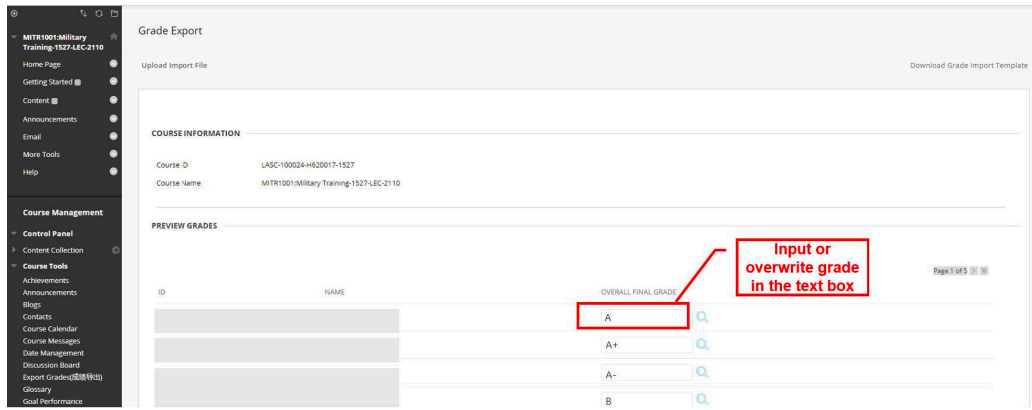 MITR1001:Military
Training-1527-LEC-2110
Home Page
Getting Started
Content
Announcements
Email
More Tools
Help
Course Management
Control Panel
Content Collection
Course Tools
Achievements
Announcements
Blogs
Contacts
Course Calendar
Course Messages
Date Management
Discussion Board
Export Grades(成绩导出)
Glossary
Goal Performance
Grade Export
Upload Import File
Download Grade Import Template
COURSE INFORMATION
Course ID
LASC-100024-H620017-1527
Course Name
MITR1001:Military Training-1527-LEC-2110
PREVIEW GRADES
Input or
overwrite grade
in the text box
Page 1 of 5
ID NAME OVERALL FINAL GRADE
A
A+
A-
B